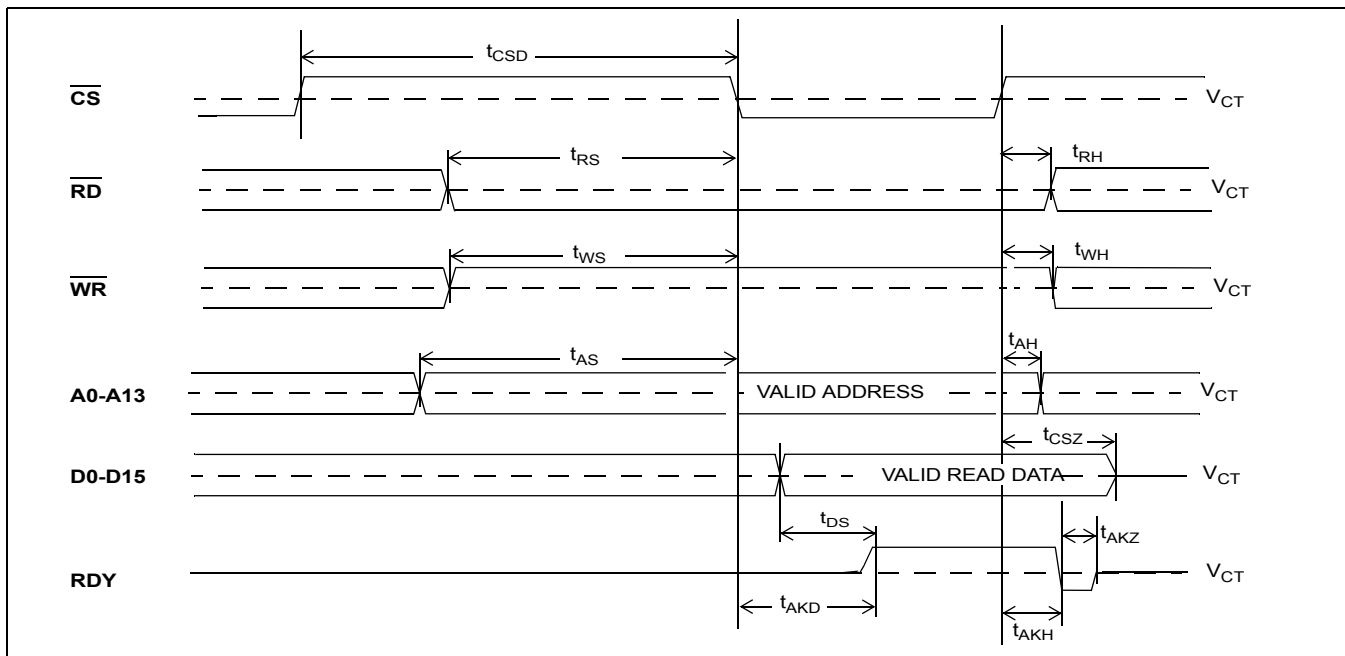 tCSD
CS VCT
tRS tRH
RD VCT
tWS tWH
WR VCT
tAS tAH
A0-A13 VALID ADDRESS VCT
tCSZ
D0-D15 VALID READ DATA VCT
tDS tAKZ
RDY VCT
tAKD tAKH